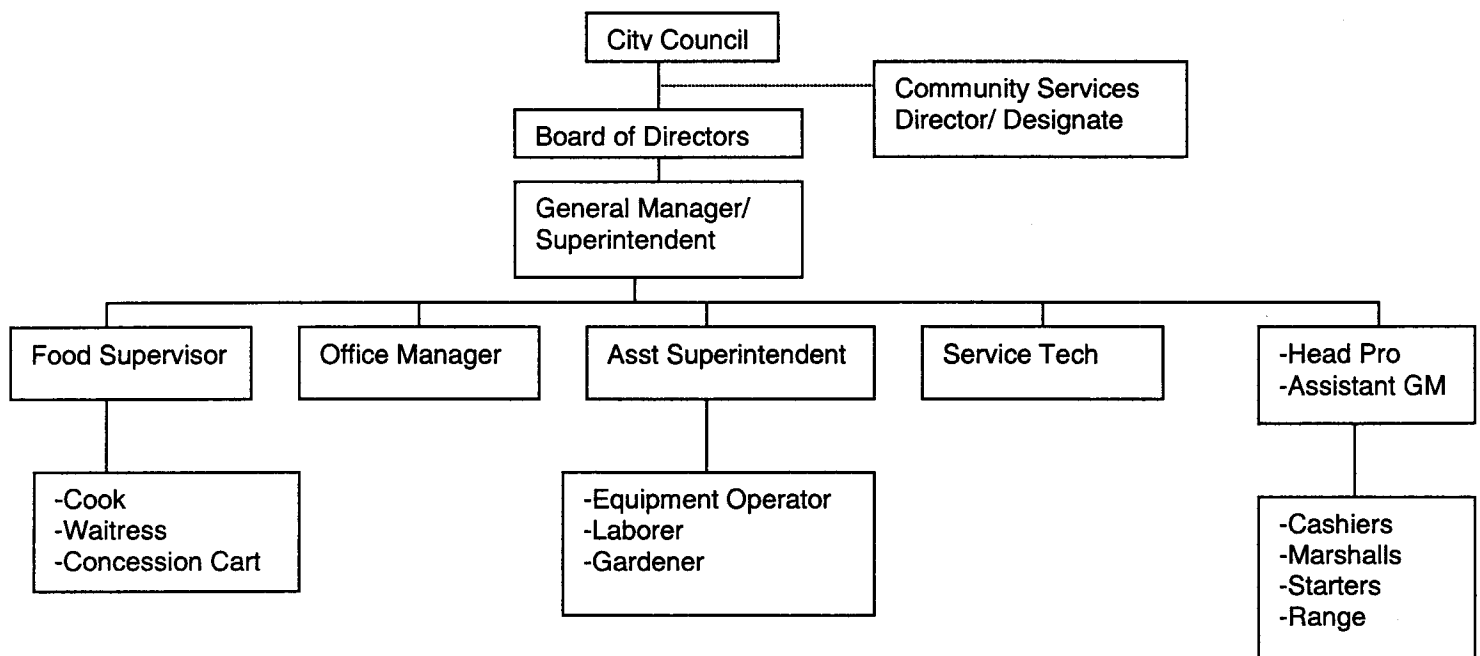 City Council
Community Services
Director/ Designate
Board of Directors
General Manager/
Superintendent
Food Supervisor
Office Manager
Asst Superintendent
Service Tech
-Head Pro
-Assistant GM
-Cook
-Waitress
-Concession Cart
-Equipment Operator
-Laborer
-Gardener
-Cashiers
-Marshalls
-Starters
-Range